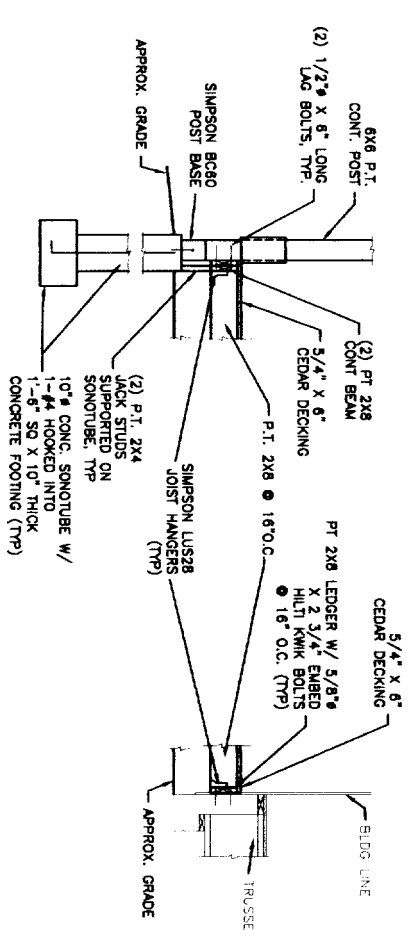 6X6 P.T.
CONT. POST
(2) 1/2"ø X 6" LONG
LAG BOLTS, TYP.
SIMPSON BC60
POST BASE
APPROX. GRADE
(2) PT 2X8
CONT BEAM
5/4" X 6"
CEDAR DECKING
P.T. 2X8 @ 16"O.C
SIMPSON LUS28
JOIST HANGERS
(TYP)
(2) P.T. 2X4
JACK STUDS
SUPPORTED ON
SONOTUBE, TYP
10"ø CONC. SONOTUBE W/
1-#4 HOOKED INTO
1'-6" SQ X 10" THICK
CONCRETE FOOTING (TYP)
5/4" X 6"
CEDAR DECKING
PT 2X8 LEDGER W/ 5/8"ø
X 2 3/4" EMBED
HILTI KWIK BOLTS
@ 16" O.C. (TYP)
BLDG LINE
TRUSSE
APPROX. GRADE